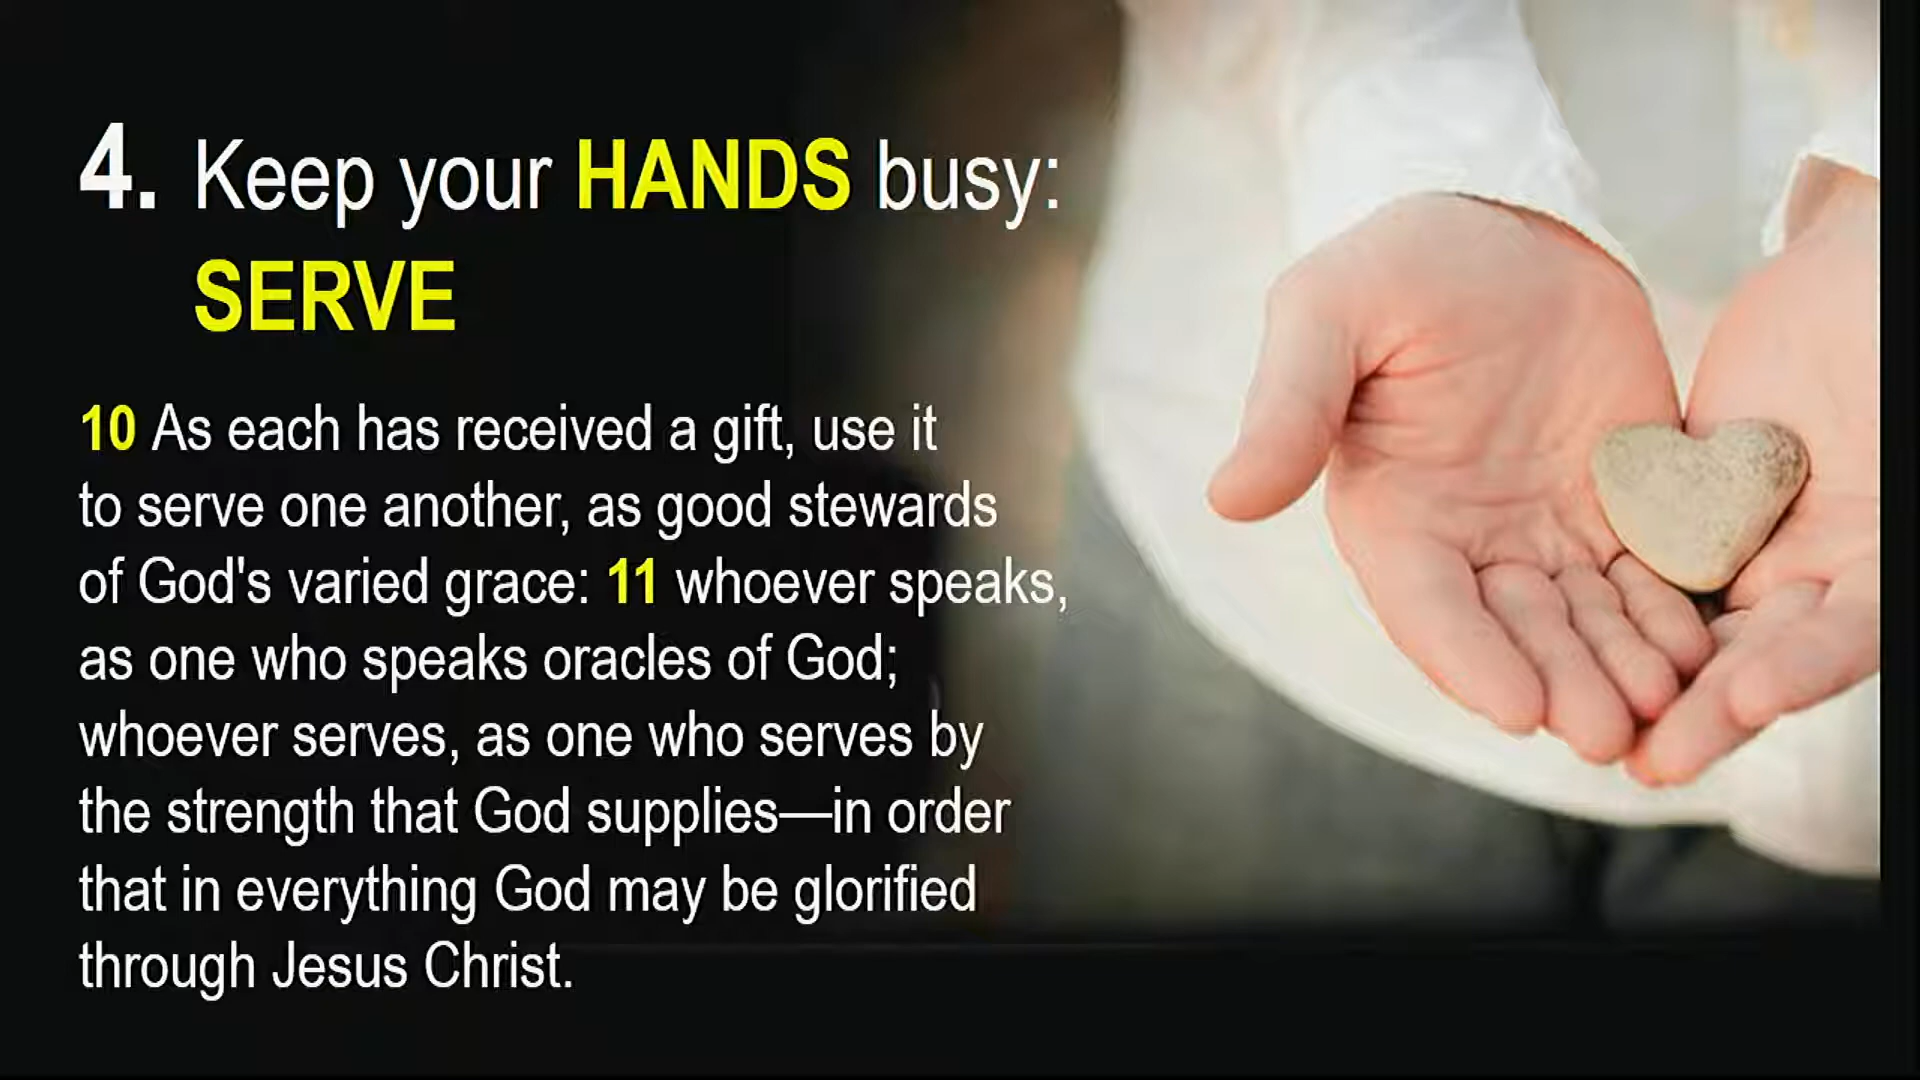 4. Keep your HANDS busy:
SERVE
10 As each has received a gift, use it
to serve one another, as good stewards
of God's varied grace: 11 whoever speaks,
as one who speaks oracles of God;
whoever serves, as one who serves by
the strength that God supplies—in order
that in everything God may be glorified
through Jesus Christ.